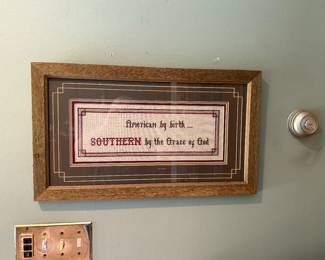 American by birth...
SOUTHERN by the Grace of God